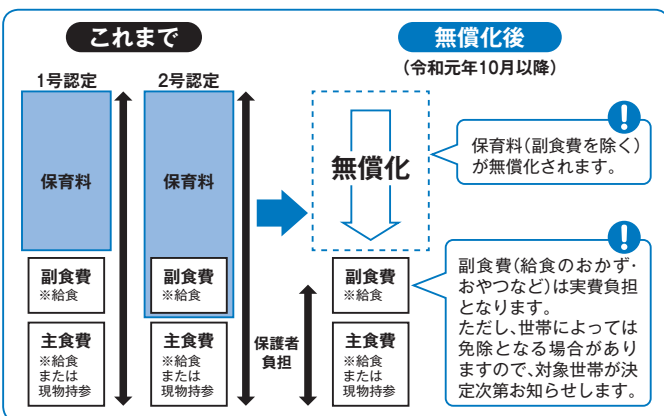 これまで
1号認定
2号認定
保育料
保育料
副食費
※給食
副食費
※給食
主食費
※給食
または
現物持参
主食費
※給食
または
現物持参
無償化後
(令和元年10月以降)
無償化
保護者
負担
副食費
※給食
主食費
※給食
または
現物持参
!
保育料(副食費を除く)
が無償化されます。
!
副食費(給食のおかず・
おやつなど)は実費負担
となります。
ただし、世帯によっては
免除となる場合があり
ますので、対象世帯が決
定次第お知らせします。